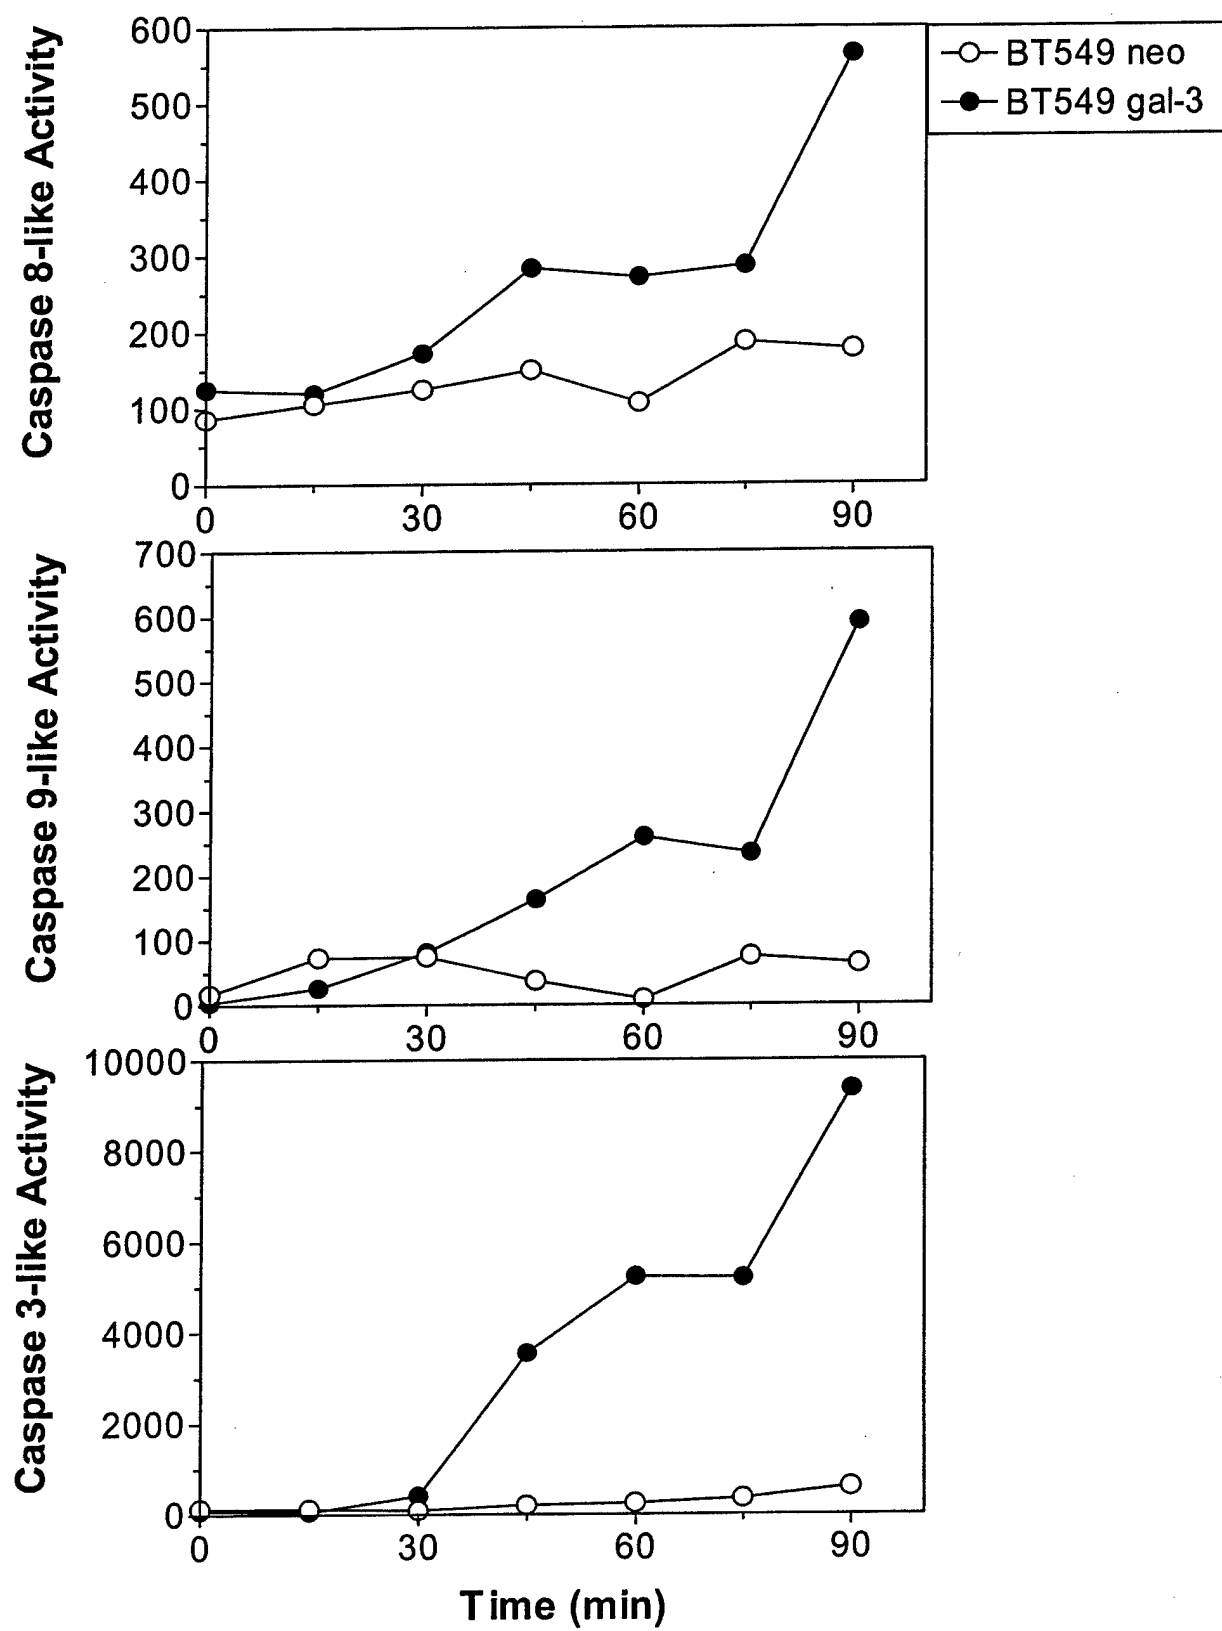 BT549 neo
BT549 gal-3
Caspase 8-like Activity
600
500
400
300
200
100
0
0 30 60 90
Caspase 9-like Activity
700
600
500
400
300
200
100
0
0 30 60 90
Caspase 3-like Activity
10000
8000
6000
4000
2000
0
0 30 60 90
Time (min)